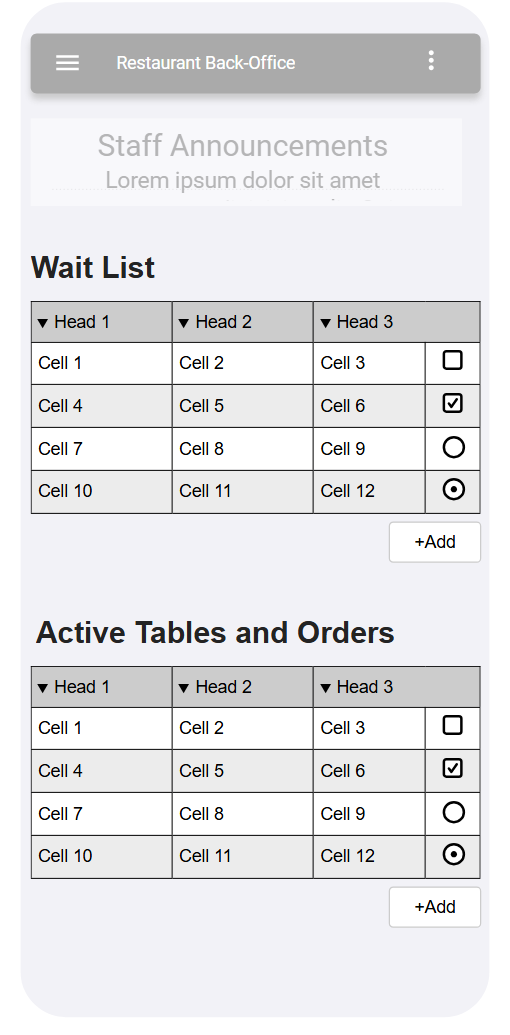 Restaurant Back-Office
Staff Announcements
Lorem ipsum dolor sit amet
Wait List
Head 1 Head 2 Head 3
Cell 1 Cell 2 Cell 3
Cell 4 Cell 5 Cell 6
Cell 7 Cell 8 Cell 9
Cell 10 Cell 11 Cell 12
+Add
Active Tables and Orders
Head 1 Head 2 Head 3
Cell 1 Cell 2 Cell 3
Cell 4 Cell 5 Cell 6
Cell 7 Cell 8 Cell 9
Cell 10 Cell 11 Cell 12
+Add